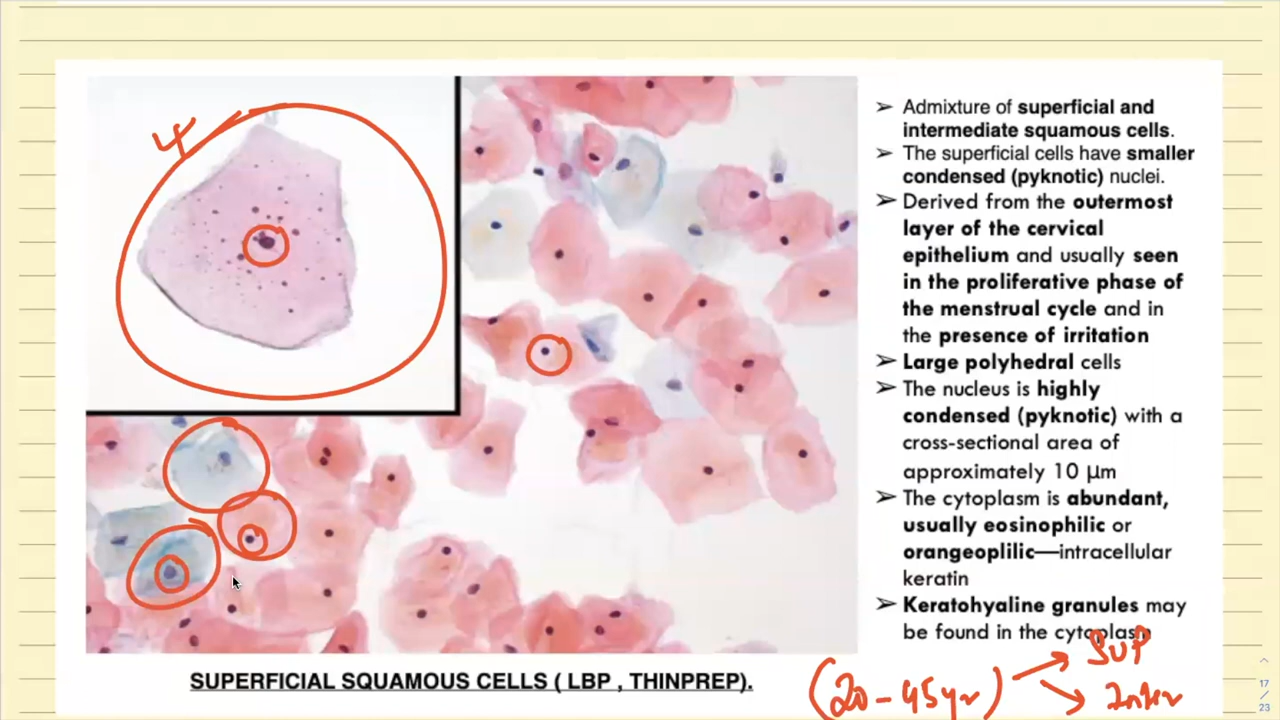 ➢ Admixture of superficial and
intermediate squamous cells.
➢ The superficial cells have smaller
condensed (pyknotic) nuclei.
➢ Derived from the outermost
layer of the cervical
epithelium and usually seen
in the proliferative phase of
the menstrual cycle and in
the presence of irritation
➢ Large polyhedral cells
➢ The nucleus is highly
condensed (pyknotic) with a
cross-sectional area of
approximately 10 μm
➢ The cytoplasm is abundant,
usually eosinophilic or
orangeoplilic—intracellular
keratin
➢ Keratohyaline granules may
be found in the cytoplasm
SUPERFICIAL SQUAMOUS CELLS ( LBP , THINPREP).
(20-45yr) → SUP
→ Inter
17
/
23